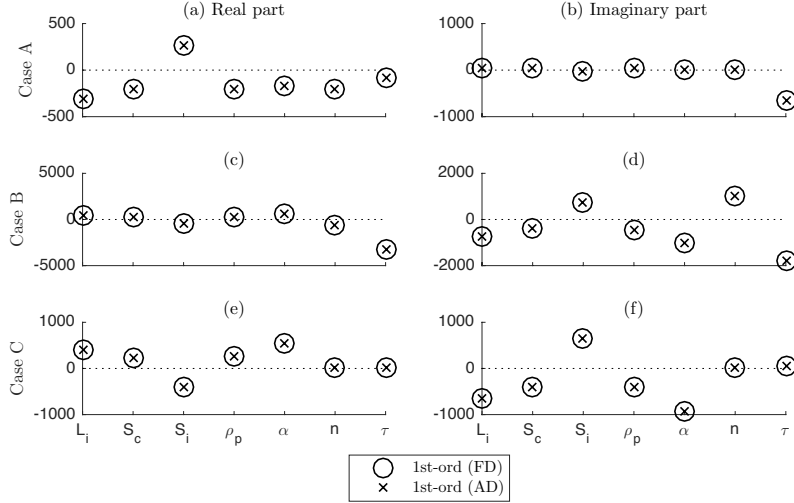 (a) Real part
(b) Imaginary part
Case A
500
0
-500
1000
0
-1000
(c)
(d)
Case B
5000
0
-5000
2000
0
-2000
(e)
(f)
Case C
1000
0
-1000
1000
0
-1000
L_i S_c S_i ρ_p α n τ
L_i S_c S_i ρ_p α n τ
1st-ord (FD)
1st-ord (AD)